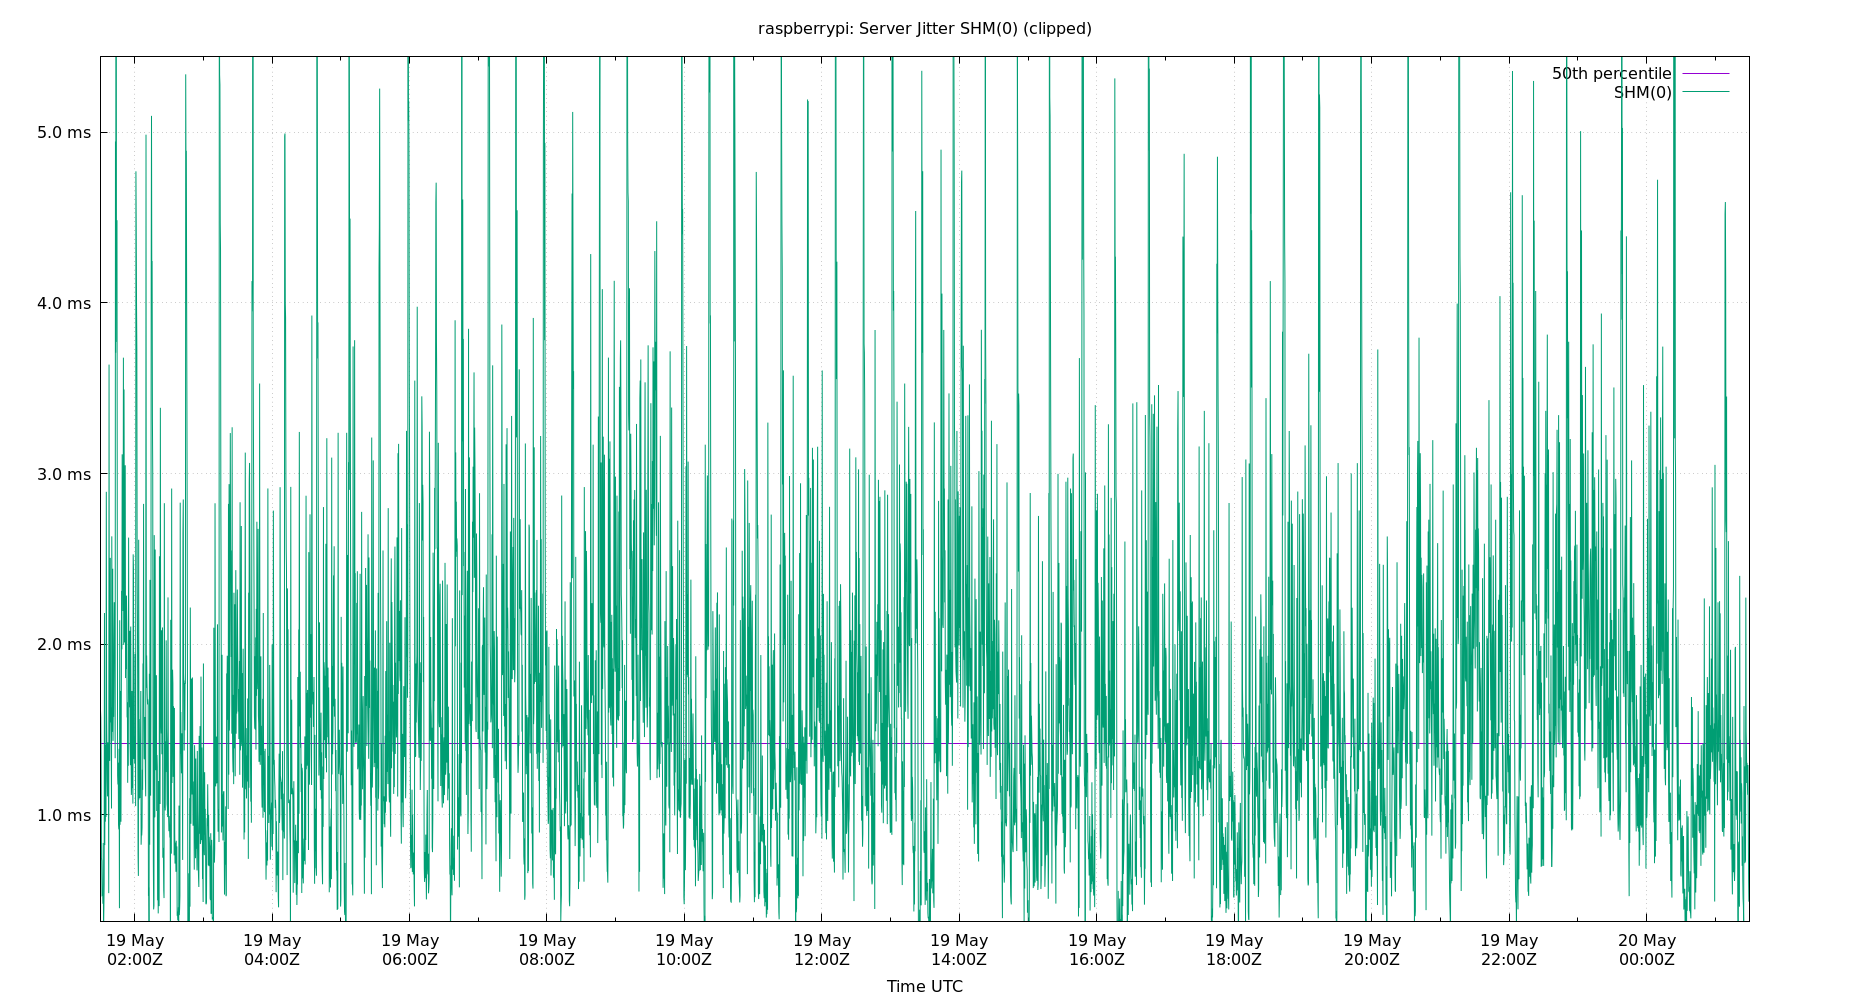 raspberrypi: Server Jitter SHM(0) (clipped)
50th percentile
SHM(0)
5.0 ms
4.0 ms
3.0 ms
2.0 ms
1.0 ms
19 May 19 May 19 May 19 May 19 May 19 May 19 May 19 May 19 May 19 May 19 May 20 May
02:00Z 04:00Z 06:00Z 08:00Z 10:00Z 12:00Z 14:00Z 16:00Z 18:00Z 20:00Z 22:00Z 00:00Z
Time UTC